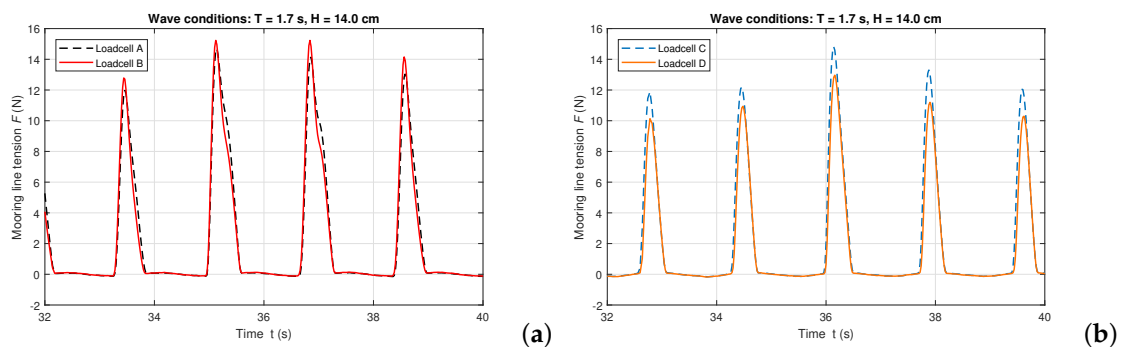 Wave conditions: T = 1.7 s, H = 14.0 cm
16
14
12
10
8
6
4
2
0
-2
Mooring line tension F (N)
Loadcell A
Loadcell B
32 34 36 38 40
Time t (s)
(a)
Wave conditions: T = 1.7 s, H = 14.0 cm
16
14
12
10
8
6
4
2
0
-2
Mooring line tension F (N)
Loadcell C
Loadcell D
32 34 36 38 40
Time t (s)
(b)